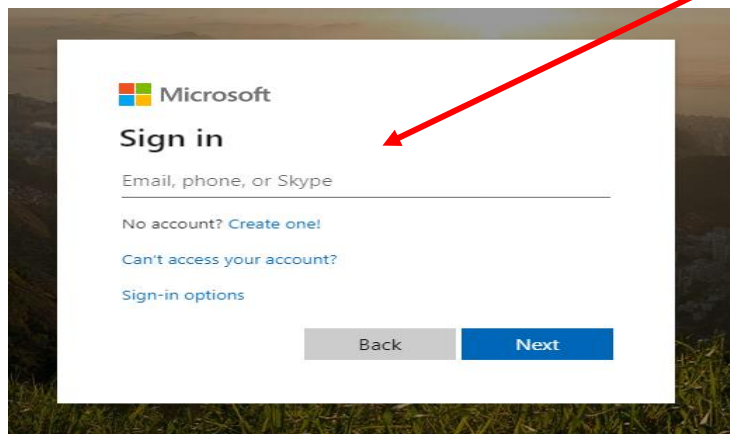 Microsoft
Sign in
Email, phone, or Skype
No account? Create one!
Can't access your account?
Sign-in options
Back Next